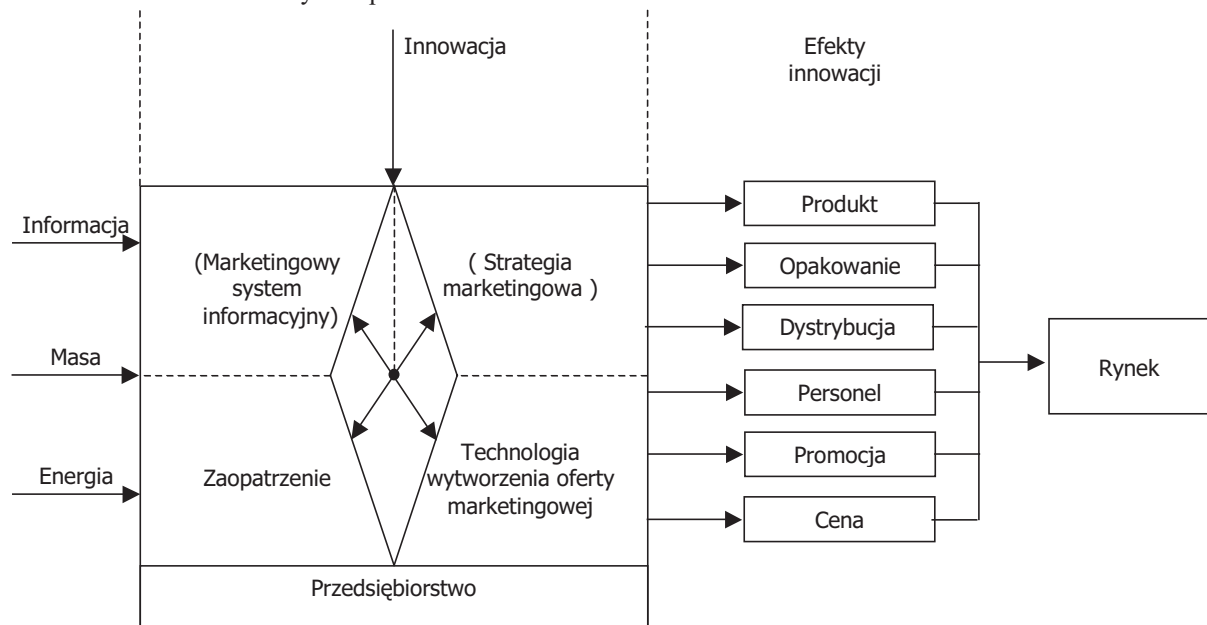 Innowacja
Efekty
innowacji
Informacja
Masa
Energia
(Marketingowy
system
informacyjny)
( Strategia
marketingowa )
Zaopatrzenie
Technologia
wytworzenia oferty
marketingowej
Przedsiębiorstwo
Produkt
Opakowanie
Dystrybucja
Personel
Promocja
Cena
Rynek